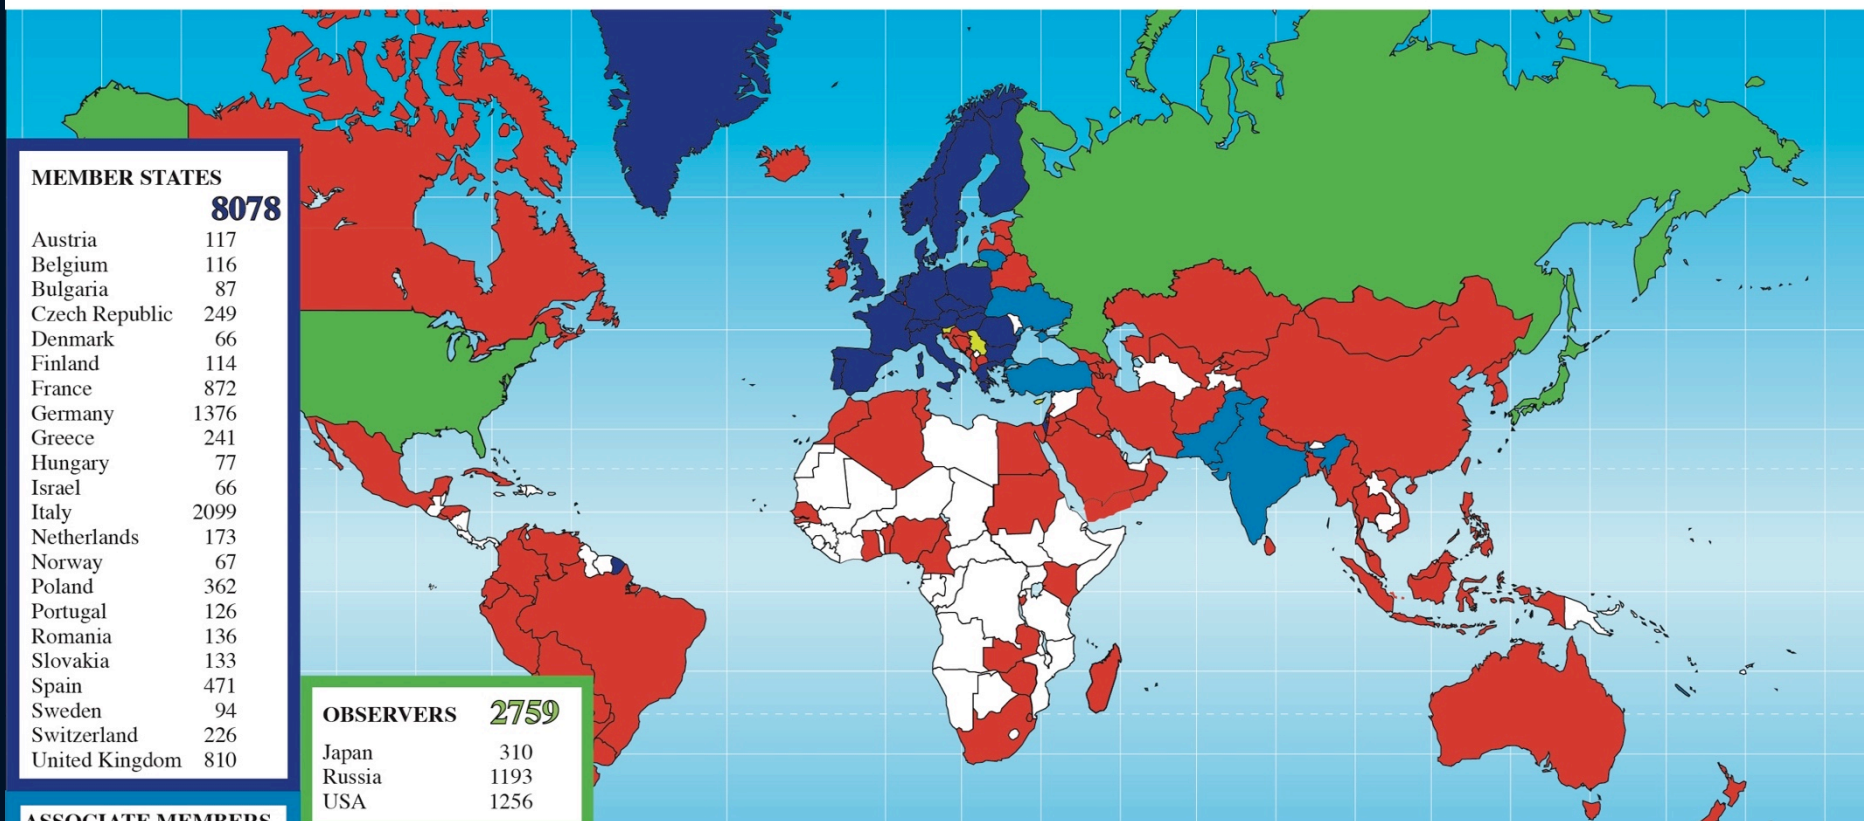 MEMBER STATES
8078
Austria 117
Belgium 116
Bulgaria 87
Czech Republic 249
Denmark 66
Finland 114
France 872
Germany 1376
Greece 241
Hungary 77
Israel 66
Italy 2099
Netherlands 173
Norway 67
Poland 362
Portugal 126
Romania 136
Slovakia 133
Spain 471
Sweden 94
Switzerland 226
United Kingdom 810
ASSOCIATE MEMBERS
OBSERVERS 2759
Japan 310
Russia 1193
USA 1256